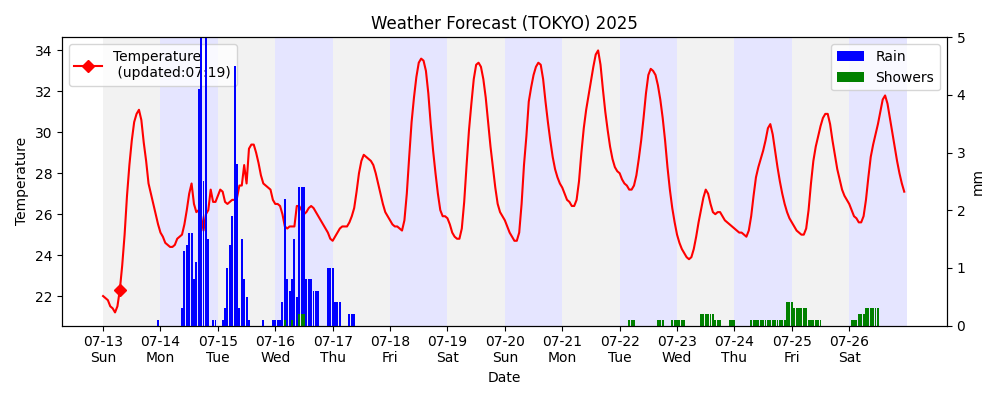 Weather Forecast (TOKYO) 2025
Temperature
(updated:07:19)
Rain
Showers
34
32
30
28
26
24
22
Temperature
5
4
3
2
1
0
mm
07-13 07-14 07-15 07-16 07-17 07-18 07-19 07-20 07-21 07-22 07-23 07-24 07-25 07-26
Sun Mon Tue Wed Thu Fri Sat Sun Mon Tue Wed Thu Fri Sat
Date